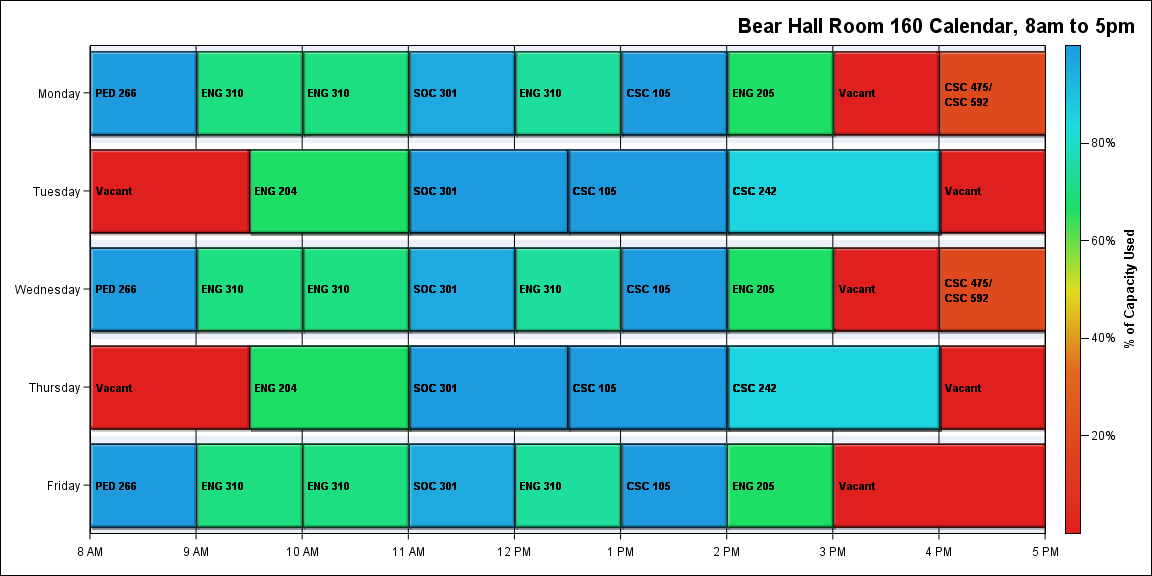 Bear Hall Room 160 Calendar, 8am to 5pm
Monday
PED 266
ENG 310
ENG 310
SOC 301
ENG 310
CSC 105
ENG 205
Vacant
CSC 475/
CSC 592
Tuesday
Vacant
ENG 204
SOC 301
CSC 105
CSC 242
Vacant
Wednesday
PED 266
ENG 310
ENG 310
SOC 301
ENG 310
CSC 105
ENG 205
Vacant
CSC 475/
CSC 592
Thursday
Vacant
ENG 204
SOC 301
CSC 105
CSC 242
Vacant
Friday
PED 266
ENG 310
ENG 310
SOC 301
ENG 310
CSC 105
ENG 205
Vacant
8 AM
9 AM
10 AM
11 AM
12 PM
1 PM
2 PM
3 PM
4 PM
5 PM
80%
60%
40%
20%
% of Capacity Used